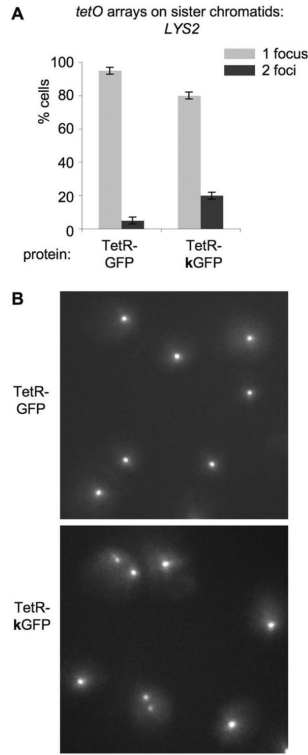 A
tetO arrays on sister chromatids:
LYS2
1 focus
2 foci
% cells
100
80
60
40
20
0
protein: TetR-GFP TetR-kGFP
B
TetR-
GFP
TetR-
kGFP